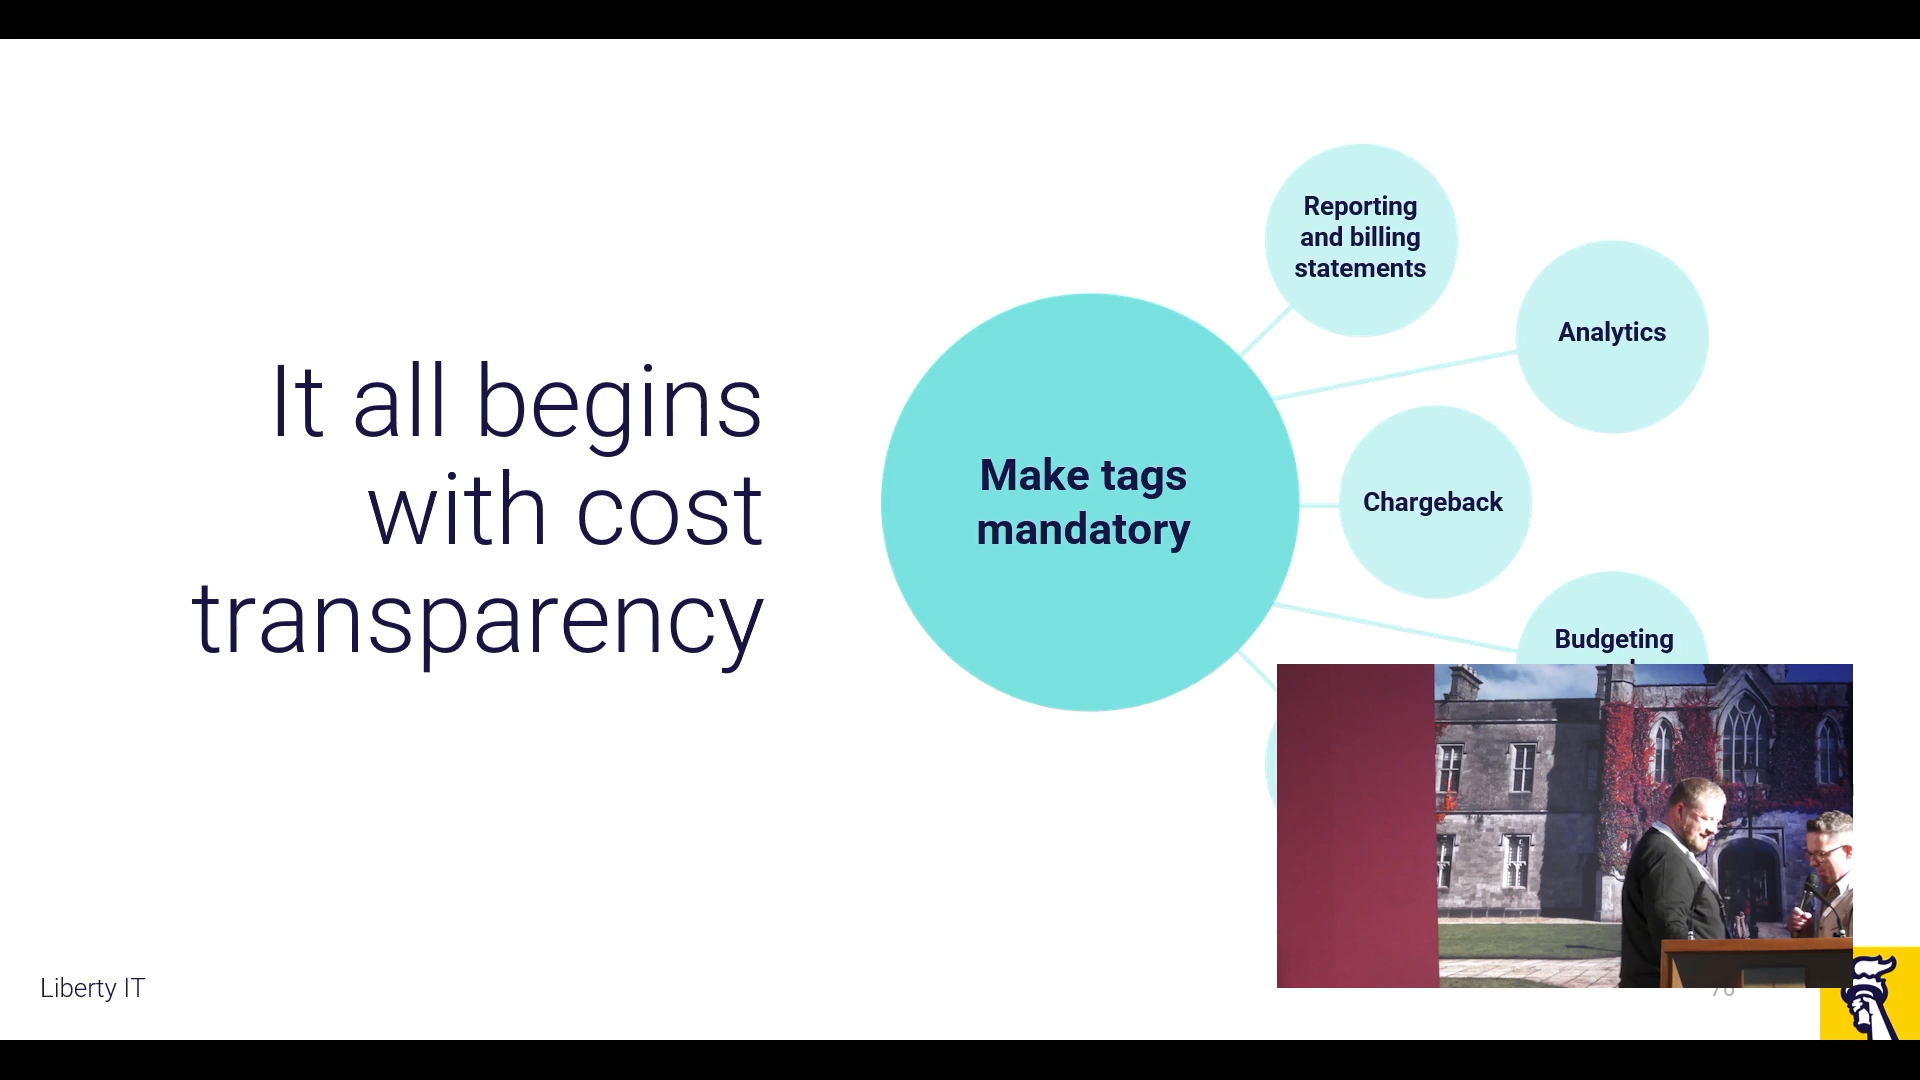 It all begins
with cost
transparency
Make tags
mandatory
Reporting
and billing
statements
Analytics
Chargeback
Budgeting
Liberty IT